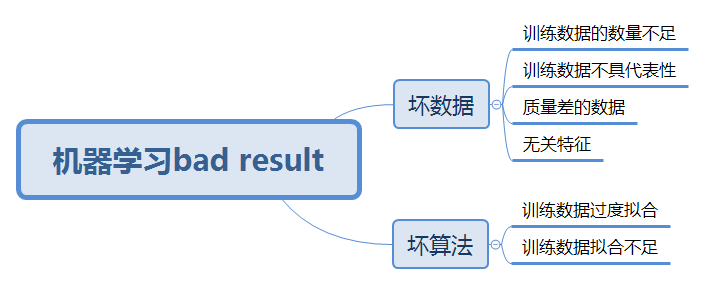 机器学习bad result
坏数据
训练数据的数量不足
训练数据不具代表性
质量差的数据
无关特征
坏算法
训练数据过度拟合
训练数据拟合不足